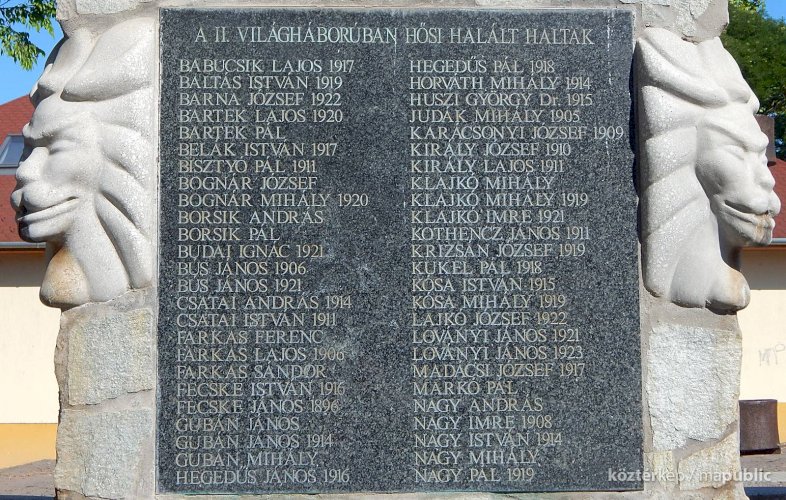 A II. VILÁGHÁBORÚBAN HŐSI HALÁLT HALTAK
BABUCSIK LAJOS 1917
BALTÁS ISTVÁN 1919
BARNA JÓZSEF 1922
BARTEK LAJOS 1920
BARTEK PÁL
BELÁK ISTVÁN 1917
BISZTYÓ PÁL 1911
BOGNÁR JÓZSEF
BOGNÁR MIHÁLY 1920
BORSIK ANDRÁS
BORSIK PÁL
BUDAI IGNÁC 1921
BÚS JÁNOS 1906
BÚS JÁNOS 1921
CSATAI ANDRÁS 1914
CSATAI ISTVÁN 1911
FARKAS FERENC
FARKAS LAJOS 1906
FARKAS SÁNDOR
FECSKE ISTVÁN 1916
FECSKE JÁNOS 1896
GUBÁN JÁNOS
GUBÁN JÁNOS 1914
GUBÁN MIHÁLY
HEGEDŰS JÁNOS 1916
HEGEDŰS PÁL 1918
HORVÁTH MIHÁLY 1914
HUSZI GYÖRGY Dr. 1915
JUDÁK MIHÁLY 1905
KARÁCSONYI JÓZSEF 1909
KIRÁLY JÓZSEF 1910
KIRÁLY LAJOS 1911
KLAJKÓ MIHÁLY
KLAJKÓ MIHÁLY 1919
KLAJKÓ IMRE 1921
KOTHENCZ JÁNOS 1911
KRIZSÁN JÓZSEF 1919
KUKEL PÁL 1918
KÓSA ISTVÁN 1915
KÓSA MIHÁLY 1919
LAJKÓ JÓZSEF 1922
LOVÁNYI JÁNOS 1921
LOVÁNYI JÁNOS 1923
MADÁCSI JÓZSEF 1917
MARKÓ PÁL
NAGY ANDRÁS
NAGY IMRE 1908
NAGY ISTVÁN 1914
NAGY MIHÁLY
NAGY PÁL 1919
köztérkép / mapublic